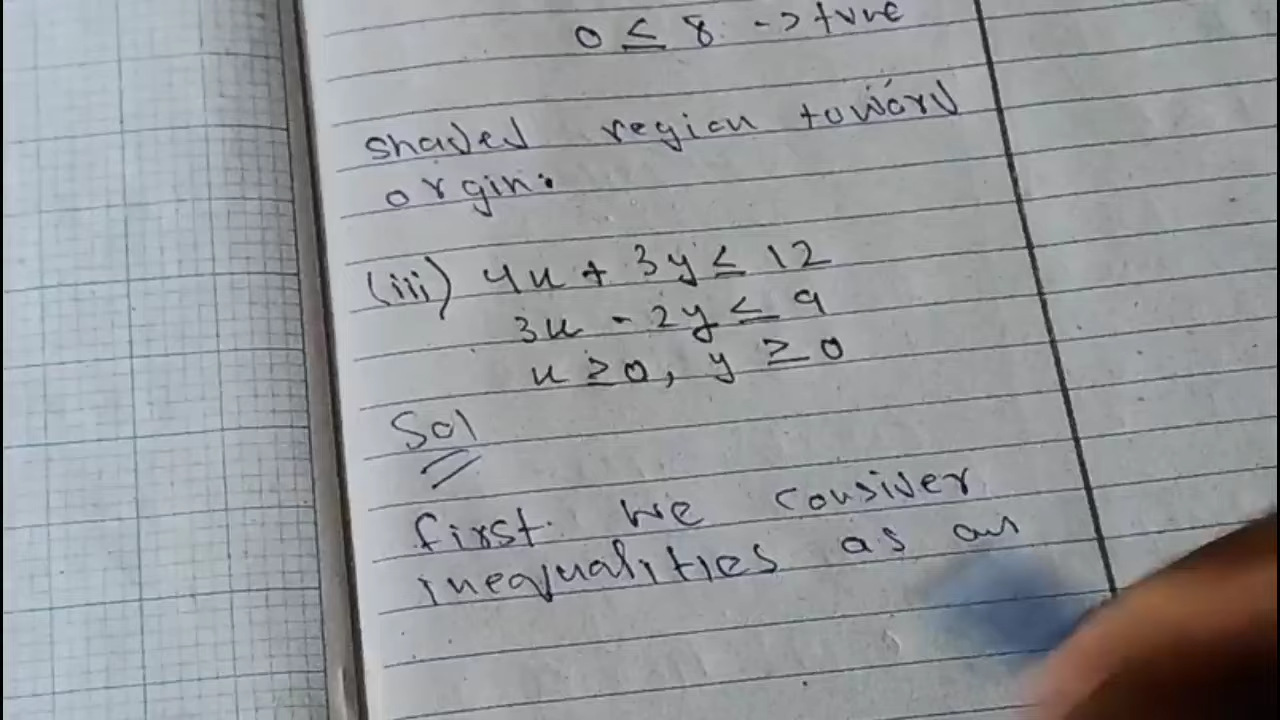 0 ≤ 8 -> true
shaded region toward
orgin.
(iii) 4x + 3y ≤ 12
3x - 2y ≤ 9
x ≥ 0, y ≥ 0
Sol
first. we consider
inequalities as an